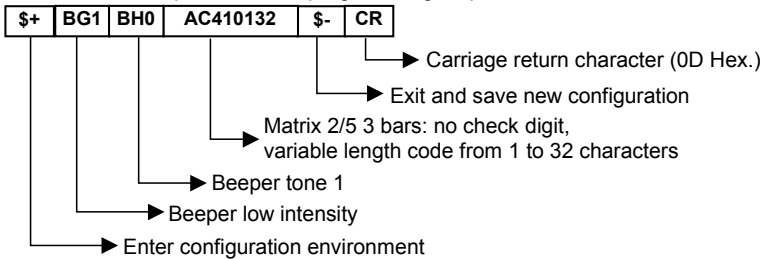 $+ BG1 BH0 AC410132 $- CR
Carriage return character (0D Hex.)
Exit and save new configuration
Matrix 2/5 3 bars: no check digit,
variable length code from 1 to 32 characters
Beeper tone 1
Beeper low intensity
Enter configuration environment